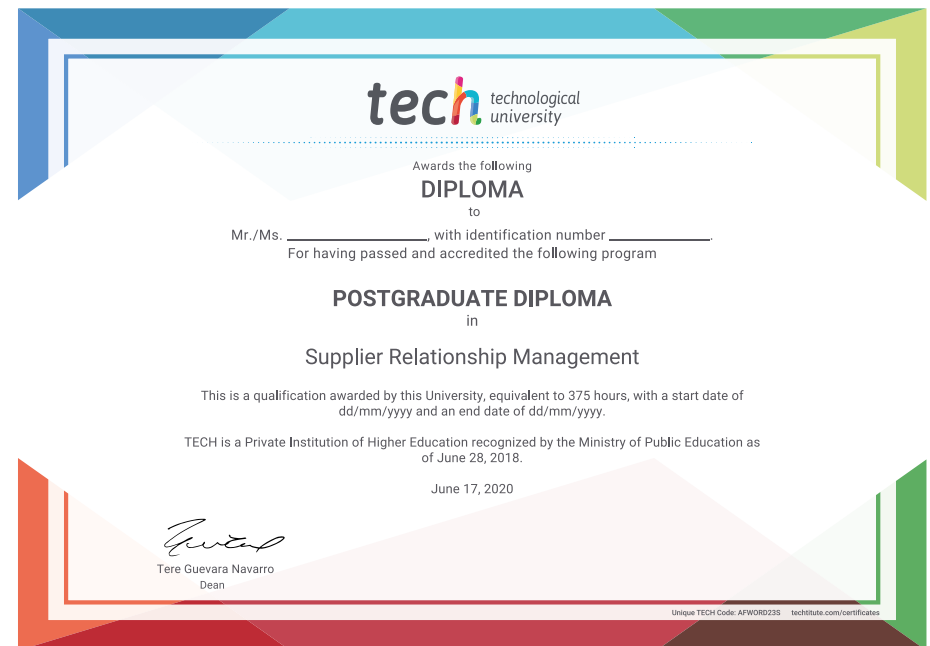 tech technological
university
Awards the following
DIPLOMA
to
Mr./Ms. ____________, with identification number ____________.
For having passed and accredited the following program
POSTGRADUATE DIPLOMA
in
Supplier Relationship Management
This is a qualification awarded by this University, equivalent to 375 hours, with a start date of
dd/mm/yyyy and an end date of dd/mm/yyyy.
TECH is a Private Institution of Higher Education recognized by the Ministry of Public Education as
of June 28, 2018.
June 17, 2020
Tere Guevara Navarro
Dean
Unique TECH Code: AFWORD23S techtitute.com/certificates